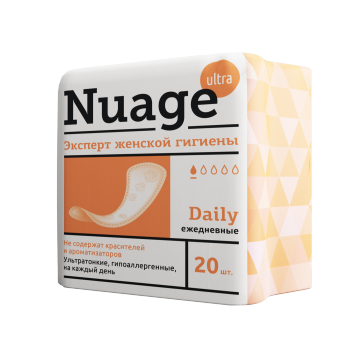 ultra
Nuage
Эксперт женской гигиены
Daily
ежедневные
Не содержат красителей
и ароматизаторов
Ультратонкие, гипоаллергенные,
на каждый день
20 шт.